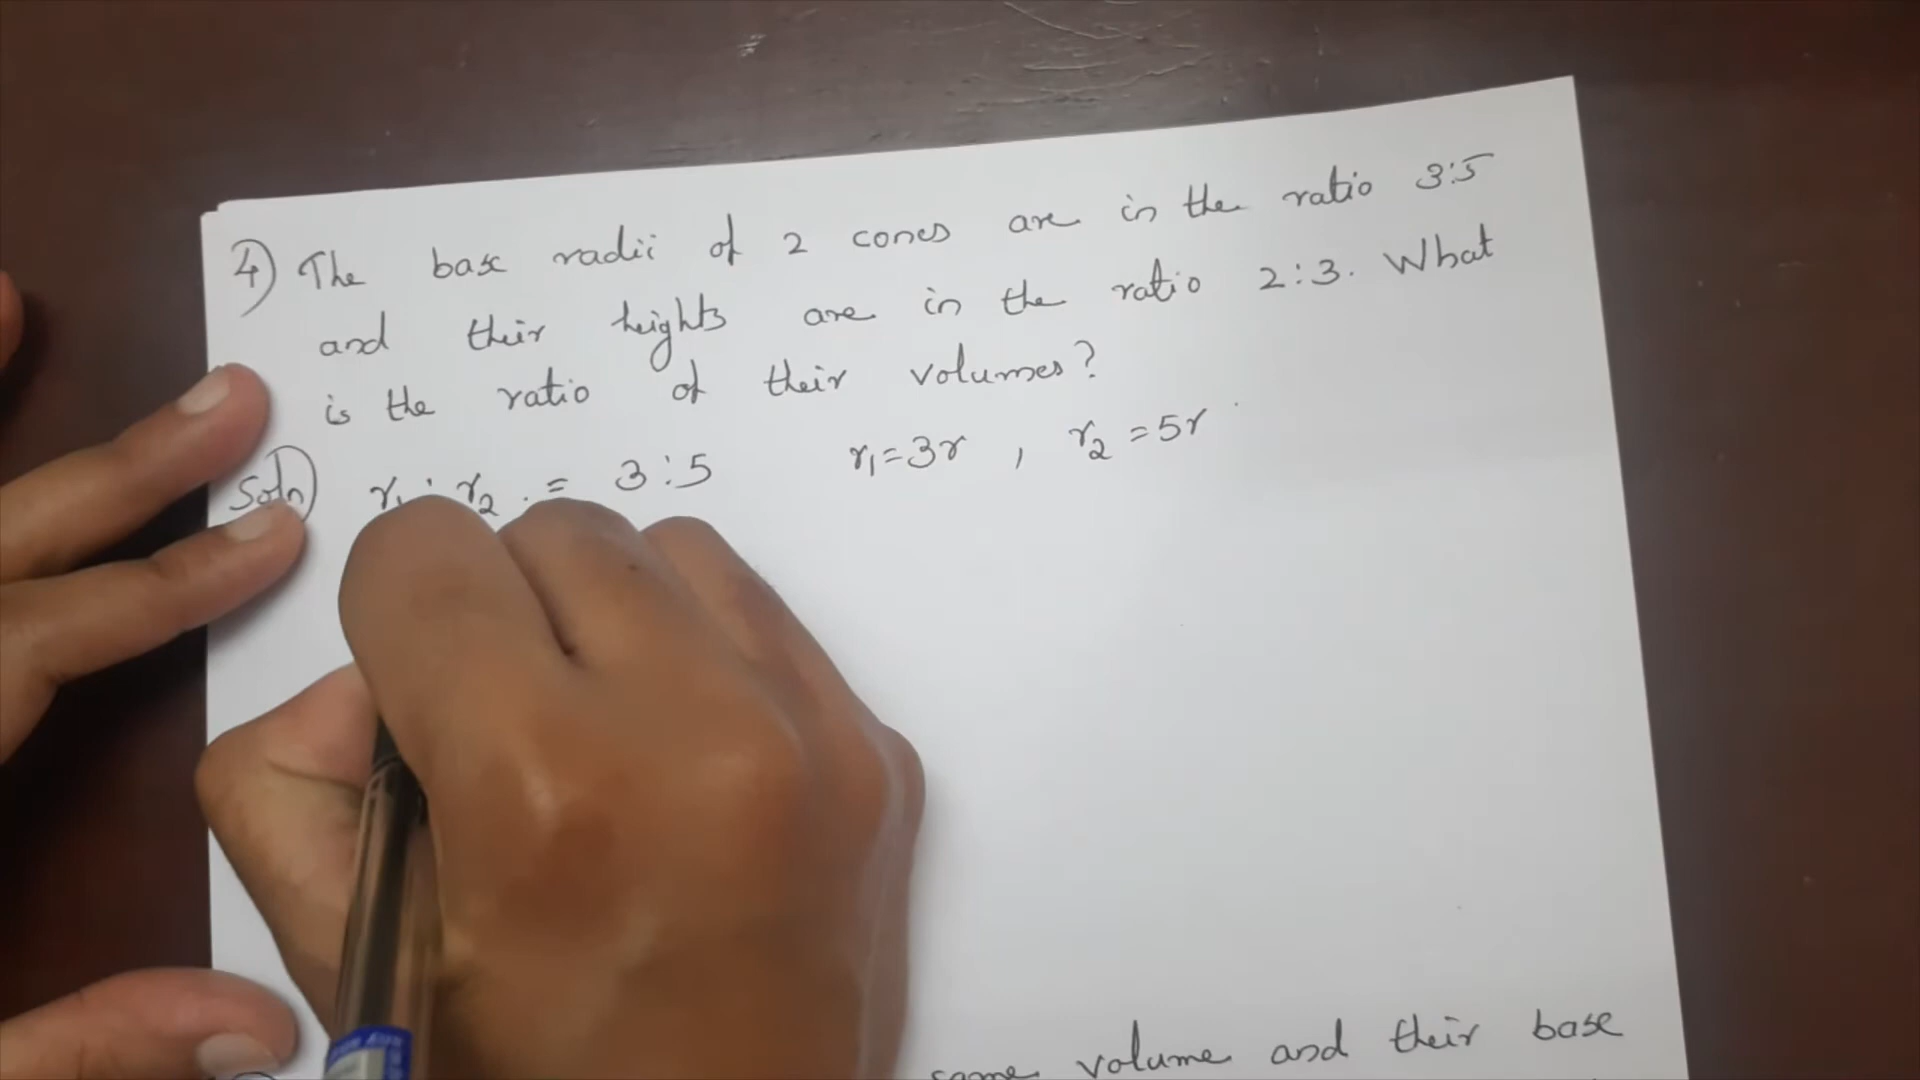 4) The base radii of 2 cones are in the ratio 3:5
and their heights are in the ratio 2:3. What
is the ratio of their volumes?
Soln) r1 : r2 = 3:5 r1=3r , r2 =5r
same volume and their base